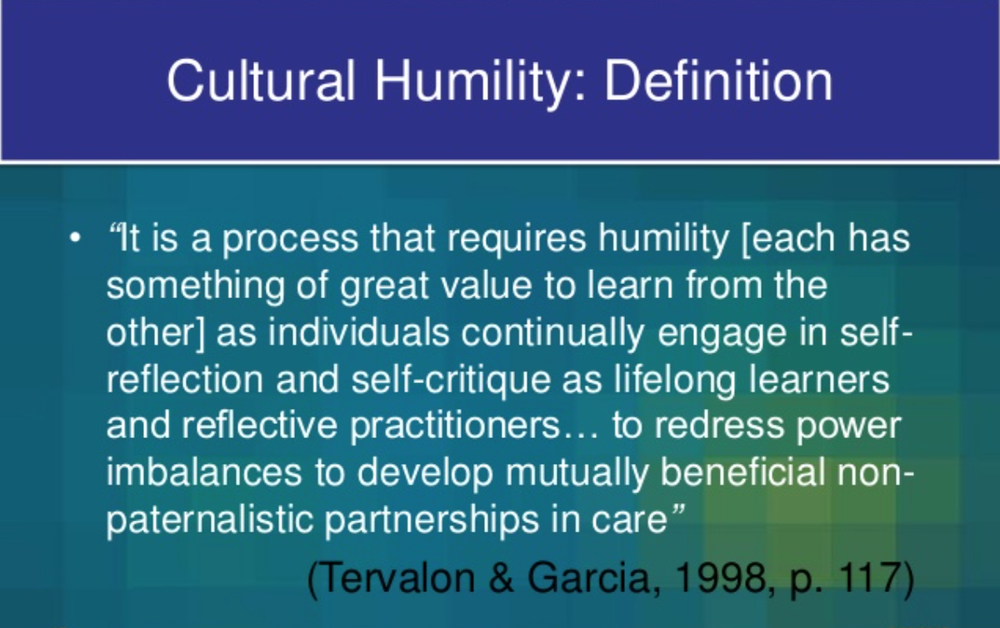 Cultural Humility: Definition
• “It is a process that requires humility [each has
something of great value to learn from the
other] as individuals continually engage in self-
reflection and self-critique as lifelong learners
and reflective practitioners… to redress power
imbalances to develop mutually beneficial non-
paternalistic partnerships in care”
(Tervalon & Garcia, 1998, p. 117)